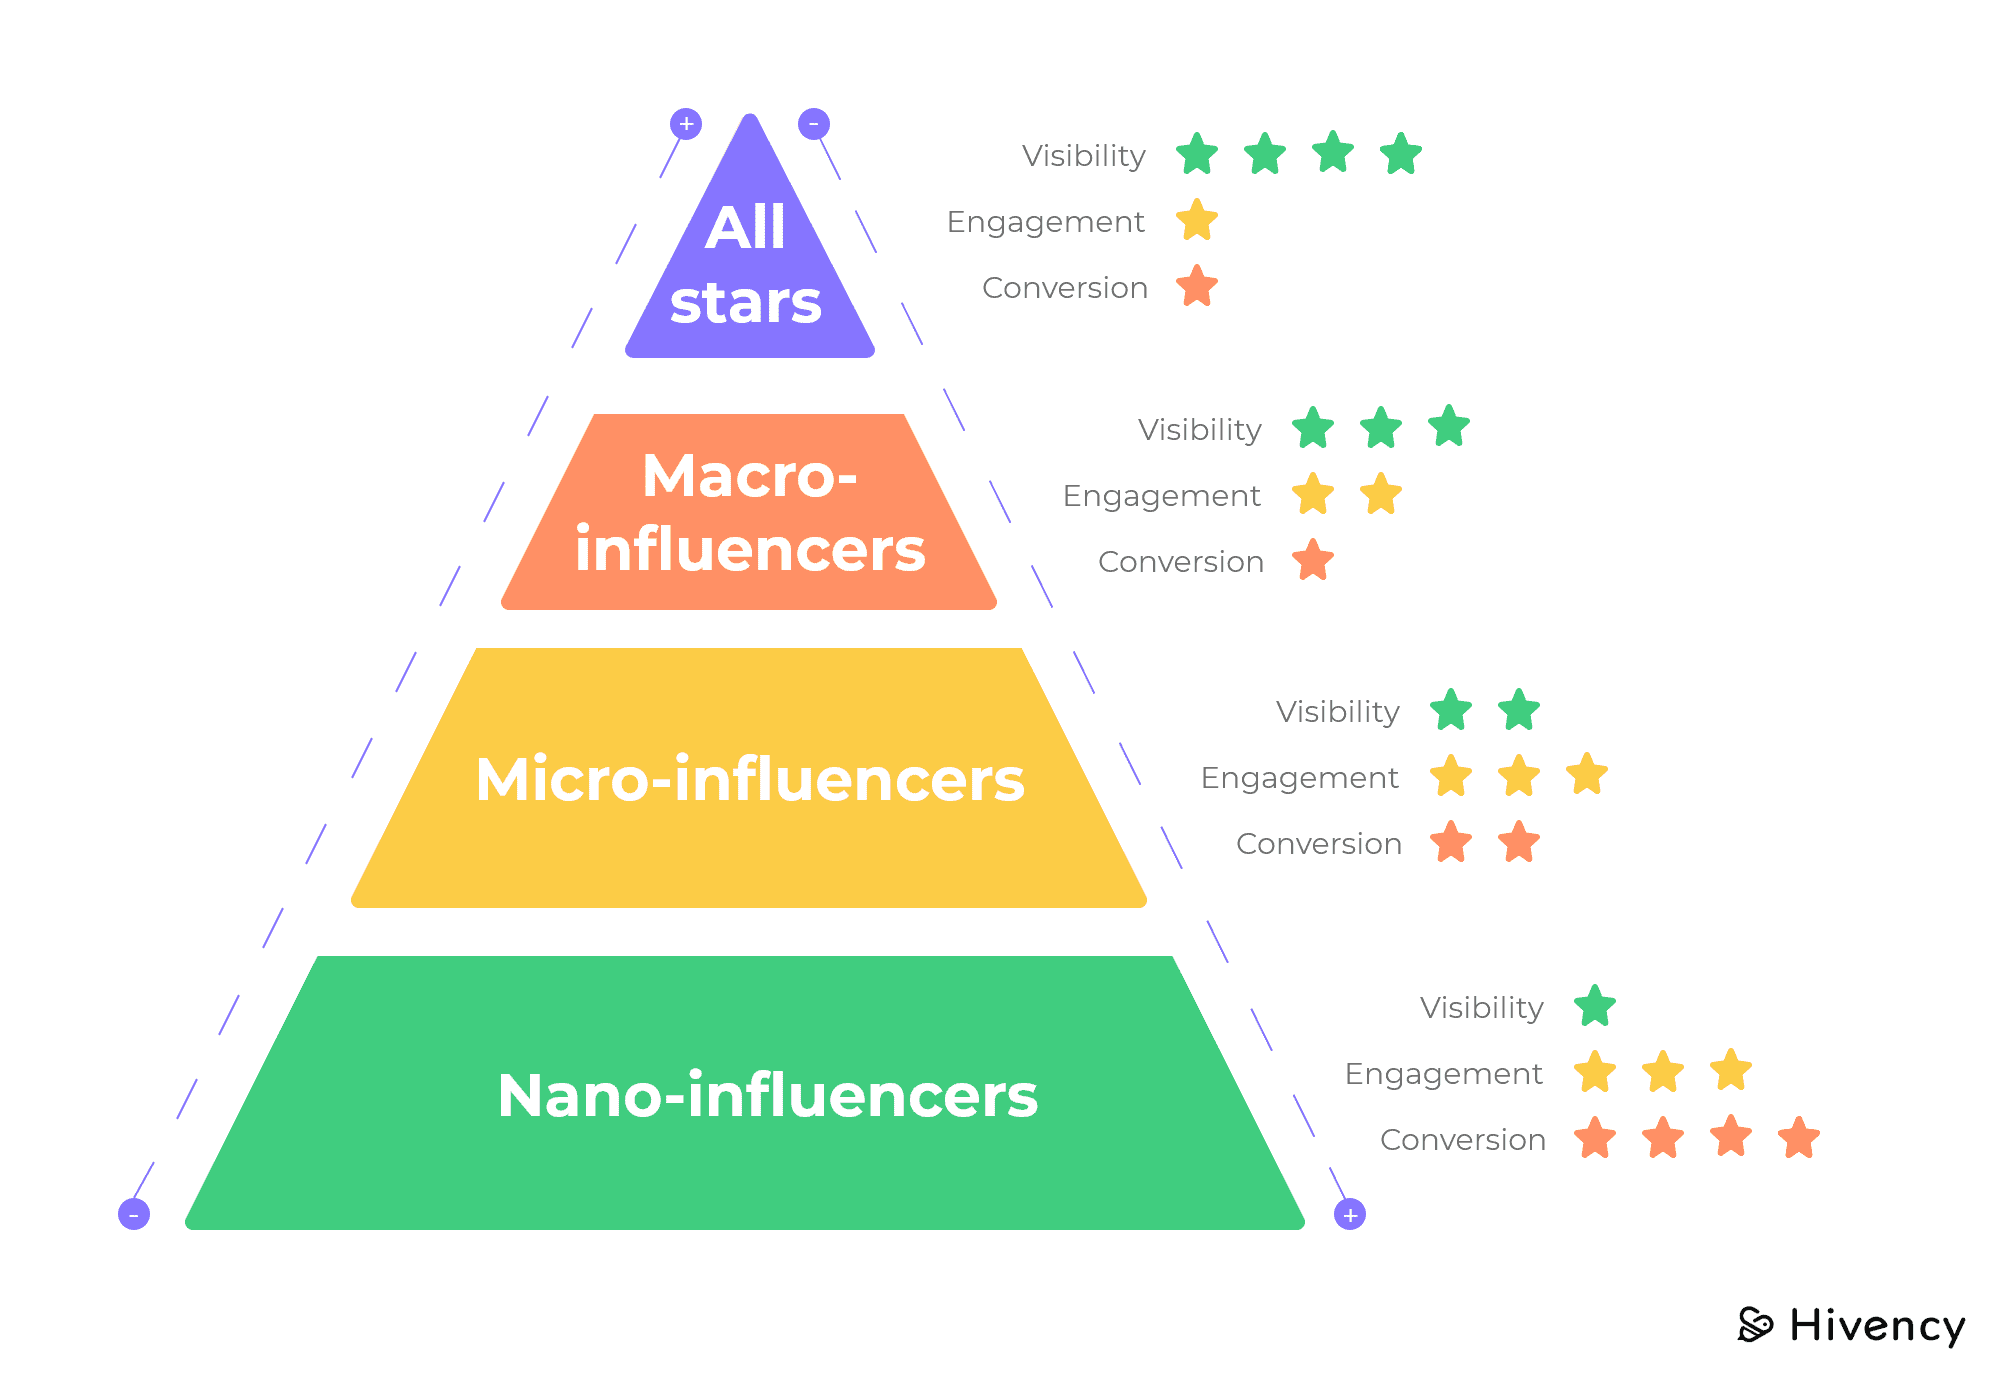 +
-
All
stars
Visibility
Engagement
Conversion
Macro-
influencers
Visibility
Engagement
Conversion
Micro-influencers
Visibility
Engagement
Conversion
Nano-influencers
Visibility
Engagement
Conversion
-
+
Hivency